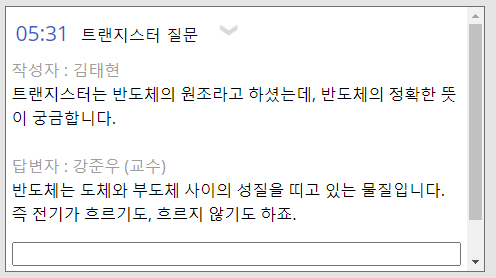 05:31 트랜지스터 질문
작성자 : 김태현
트랜지스터는 반도체의 원조라고 하셨는데, 반도체의 정확한 뜻
이 궁금합니다.
답변자 : 강준우 (교수)
반도체는 도체와 부도체 사이의 성질을 띠고 있는 물질입니다.
즉 전기가 흐르기도, 흐르지 않기도 하죠.